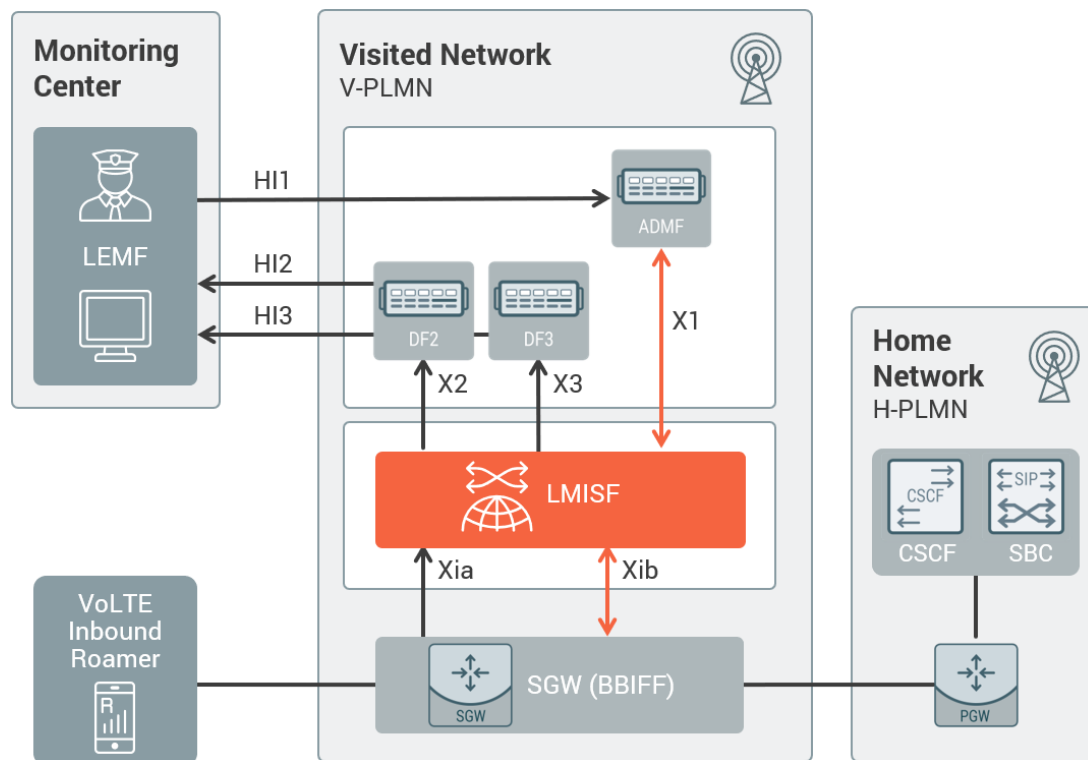 Monitoring
Center
LEMF
HI1
HI2
HI3
Visited Network
V-PLMN
ADMF
DF2
DF3
X1
X2
X3
LMISF
Xia
Xib
SGW
SGW (BBIFF)
VoLTE
Inbound
Roamer
R
Home
Network
H-PLMN
CSCF
SIP
CSCF
SBC
PGW